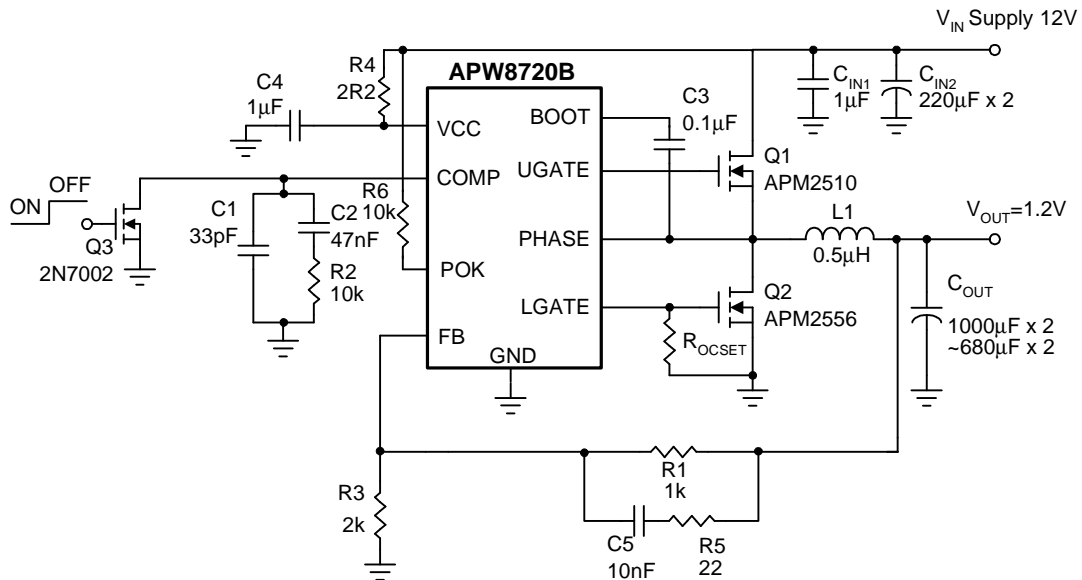 V_IN Supply 12V
APW8720B
R4
2R2
C4
1μF
C3
0.1μF
C_IN1
1μF
C_IN2
220μF x 2
VCC
BOOT
COMP
UGATE
Q1
APM2510
ON
OFF
Q3
2N7002
C1
33pF
C2
47nF
R6
10k
R2
10k
POK
PHASE
L1
0.5μH
V_OUT=1.2V
LGATE
Q2
APM2556
R_OCSET
C_OUT
1000μF x 2
~680μF x 2
FB
GND
R1
1k
R3
2k
C5
10nF
R5
22